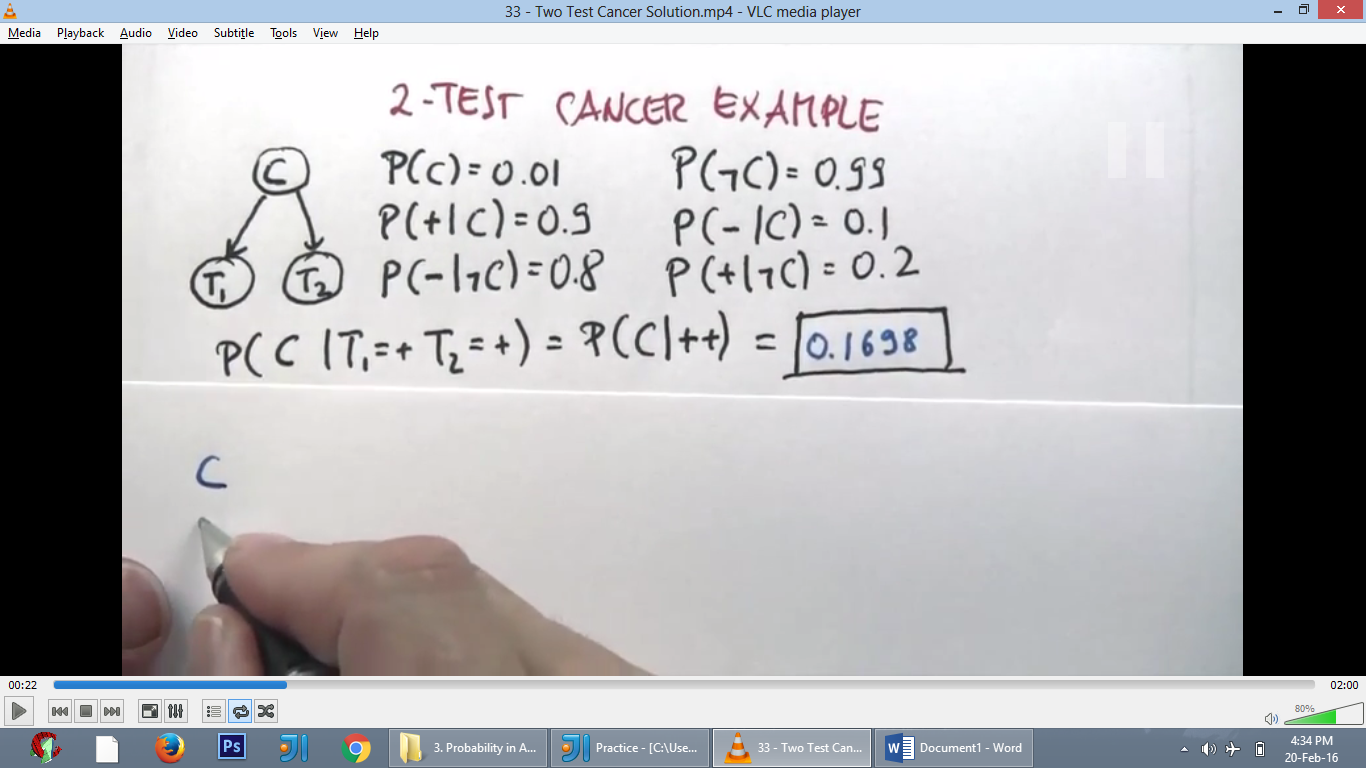 33 - Two Test Cancer Solution.mp4 - VLC media player
Media Playback Audio Video Subtitle Tools View Help
2-TEST CANCER EXAMPLE
C P(C)=0.01 P(¬C)=0.99
P(+|C)=0.9 P(-|C)=0.1
T1 T2 P(-|¬C)=0.8 P(+|¬C)=0.2
P(C|T1=+ T2=+) = P(C|++) = 0.1698
C
00:22 02:00
80%
3. Probability in A... Practice - [C:\Use... 33 - Two Test Can... Document1 - Word 4:34 PM
20-Feb-16